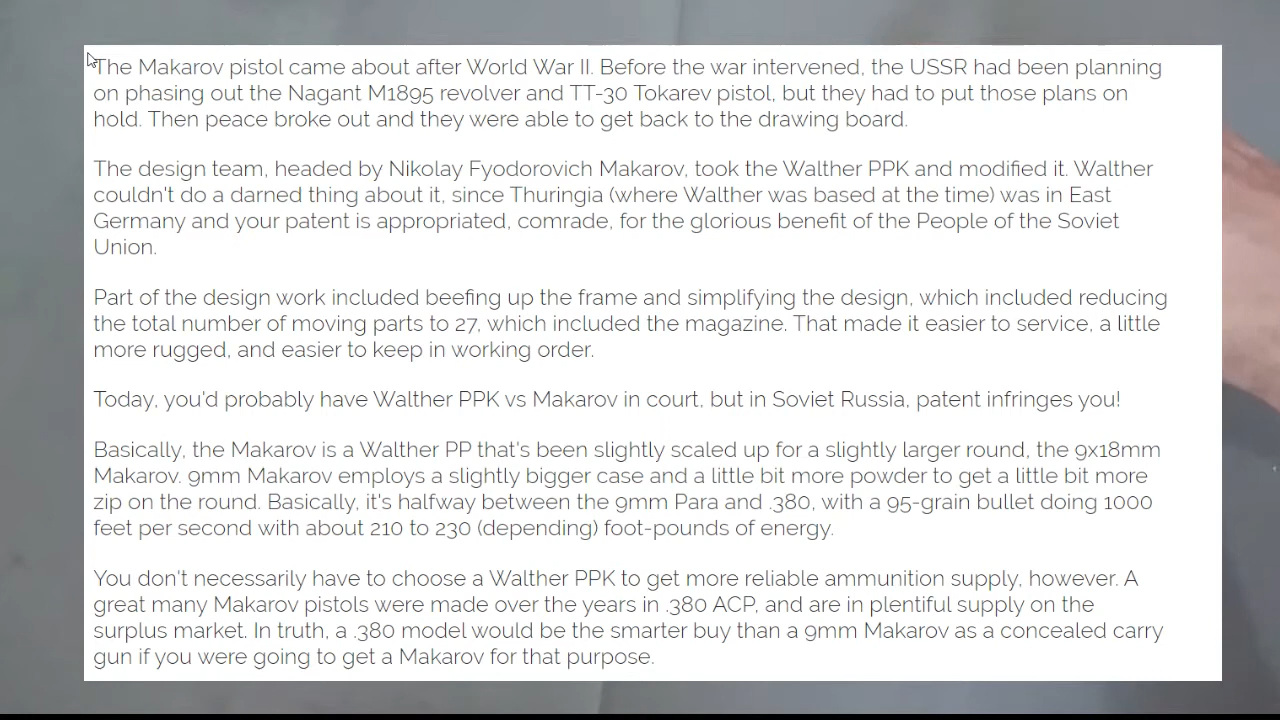 The Makarov pistol came about after World War II. Before the war intervened, the USSR had been planning
on phasing out the Nagant M1895 revolver and TT-30 Tokarev pistol, but they had to put those plans on
hold. Then peace broke out and they were able to get back to the drawing board.
The design team, headed by Nikolay Fyodorovich Makarov, took the Walther PPK and modified it. Walther
couldn't do a darned thing about it, since Thuringia (where Walther was based at the time) was in East
Germany and your patent is appropriated, comrade, for the glorious benefit of the People of the Soviet
Union.
Part of the design work included beefing up the frame and simplifying the design, which included reducing
the total number of moving parts to 27, which included the magazine. That made it easier to service, a little
more rugged, and easier to keep in working order.
Today, you'd probably have Walther PPK vs Makarov in court, but in Soviet Russia, patent infringes you!
Basically, the Makarov is a Walther PP that's been slightly scaled up for a slightly larger round, the 9x18mm
Makarov. 9mm Makarov employs a slightly bigger case and a little bit more powder to get a little bit more
zip on the round. Basically, it's halfway between the 9mm Para and .380, with a 95-grain bullet doing 1000
feet per second with about 210 to 230 (depending) foot-pounds of energy.
You don't necessarily have to choose a Walther PPK to get more reliable ammunition supply, however. A
great many Makarov pistols were made over the years in .380 ACP, and are in plentiful supply on the
surplus market. In truth, a .380 model would be the smarter buy than a 9mm Makarov as a concealed carry
gun if you were going to get a Makarov for that purpose.